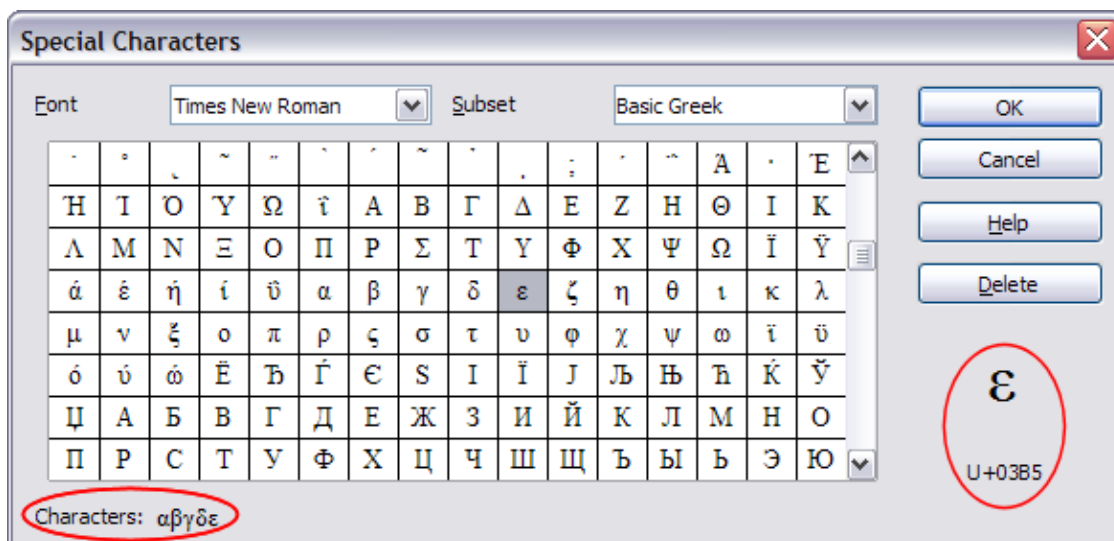 Special Characters
Font Times New Roman Subset Basic Greek
OK
Cancel
Help
Delete
Ά · Έ
Ή Ί Ό Ύ Ώ ΐ Α Β Γ Δ Ε Ζ Η Θ Ι Κ
Λ Μ Ν Ξ Ο Π Ρ Σ Τ Υ Φ Χ Ψ Ω Ϊ Ϋ
ά έ ή ί ΰ α β γ δ ε ζ η θ ι κ λ
μ ν ξ ο π ρ ς σ τ υ φ χ ψ ω ϊ ϋ
ό ύ ώ Ё Ђ Ѓ Є Ѕ І Ї Ј Љ Њ Ћ Ќ Ў
Џ А Б В Г Д Е Ж З И Й К Л М Н О
П Р С Т У Ф Х Ц Ч Ш Щ Ъ Ы Ь Э Ю
ε
U+03B5
Characters: αβγδε